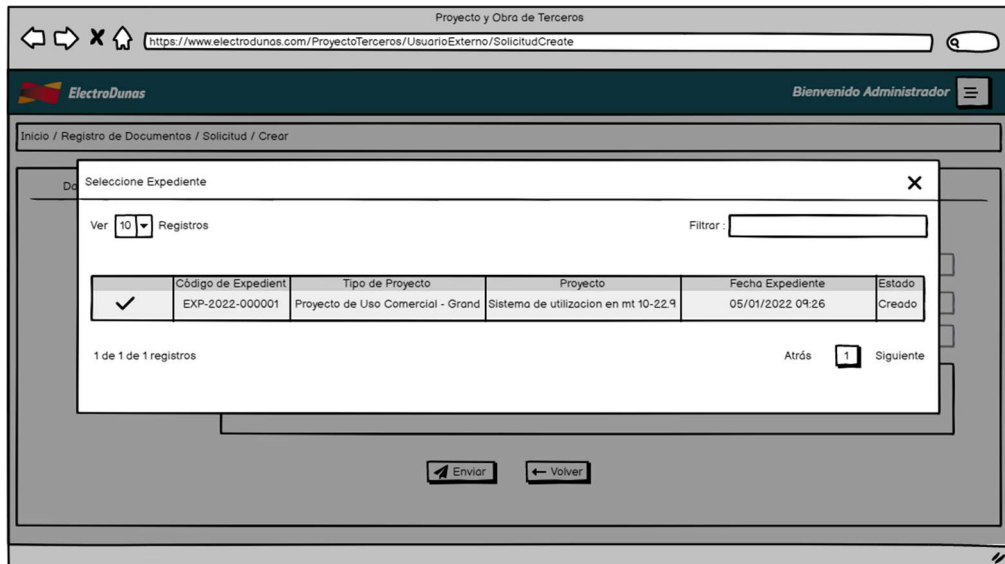 Proyecto y Obra de Terceros
https://www.electrodunas.com/ProyectoTerceros/UsuarioExterno/SolicitudCreate
ElectroDunas
Bienvenido Administrador
Inicio / Registro de Documentos / Solicitud / Crear
Da
Seleccione Expediente
Ver 10 Registros
Filtrar :
Código de Expedient Tipo de Proyecto Proyecto Fecha Expediente Estado
EXP-2022-000001 Proyecto de Uso Comercial - Grand Sistema de utilizacion en mt 10-22.9 05/01/2022 09:26 Creado
1 de 1 de 1 registros
Atrás 1 Siguiente
Enviar
Volver